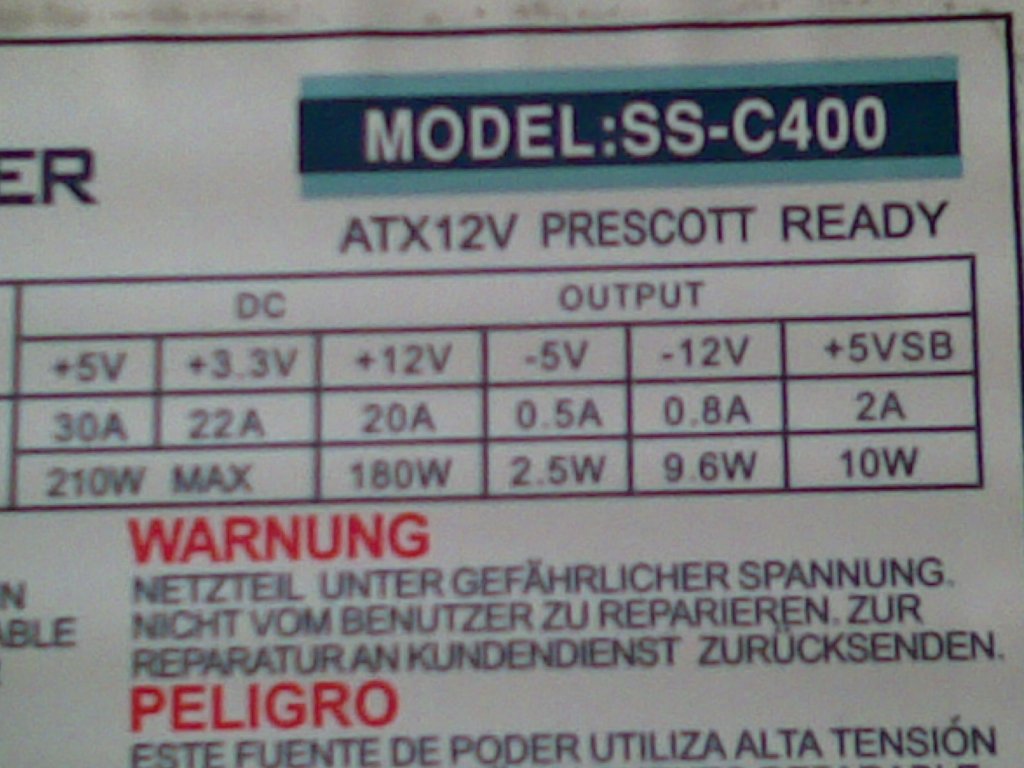 MODEL:SS-C400
ER
ATX12V PRESCOTT READY
DC OUTPUT
+5V +3.3V +12V -5V -12V +5VSB
30A 22A 20A 0.5A 0.8A 2A
210W MAX 180W 2.5W 9.6W 10W
WARNUNG
N NETZTEIL UNTER GEFÄHRLICHER SPANNUNG.
NICHT VOM BENUTZER ZU REPARIEREN. ZUR
ABLE
REPARATUR AN KUNDENDIENST ZURÜCKSENDEN.
PELIGRO
ESTE FUENTE DE PODER UTILIZA ALTA TENSIÓN